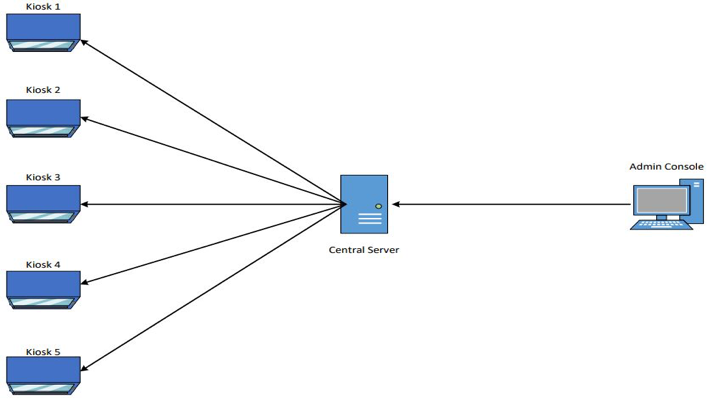 Kiosk 1
Kiosk 2
Kiosk 3
Kiosk 4
Kiosk 5
Central Server
Admin Console